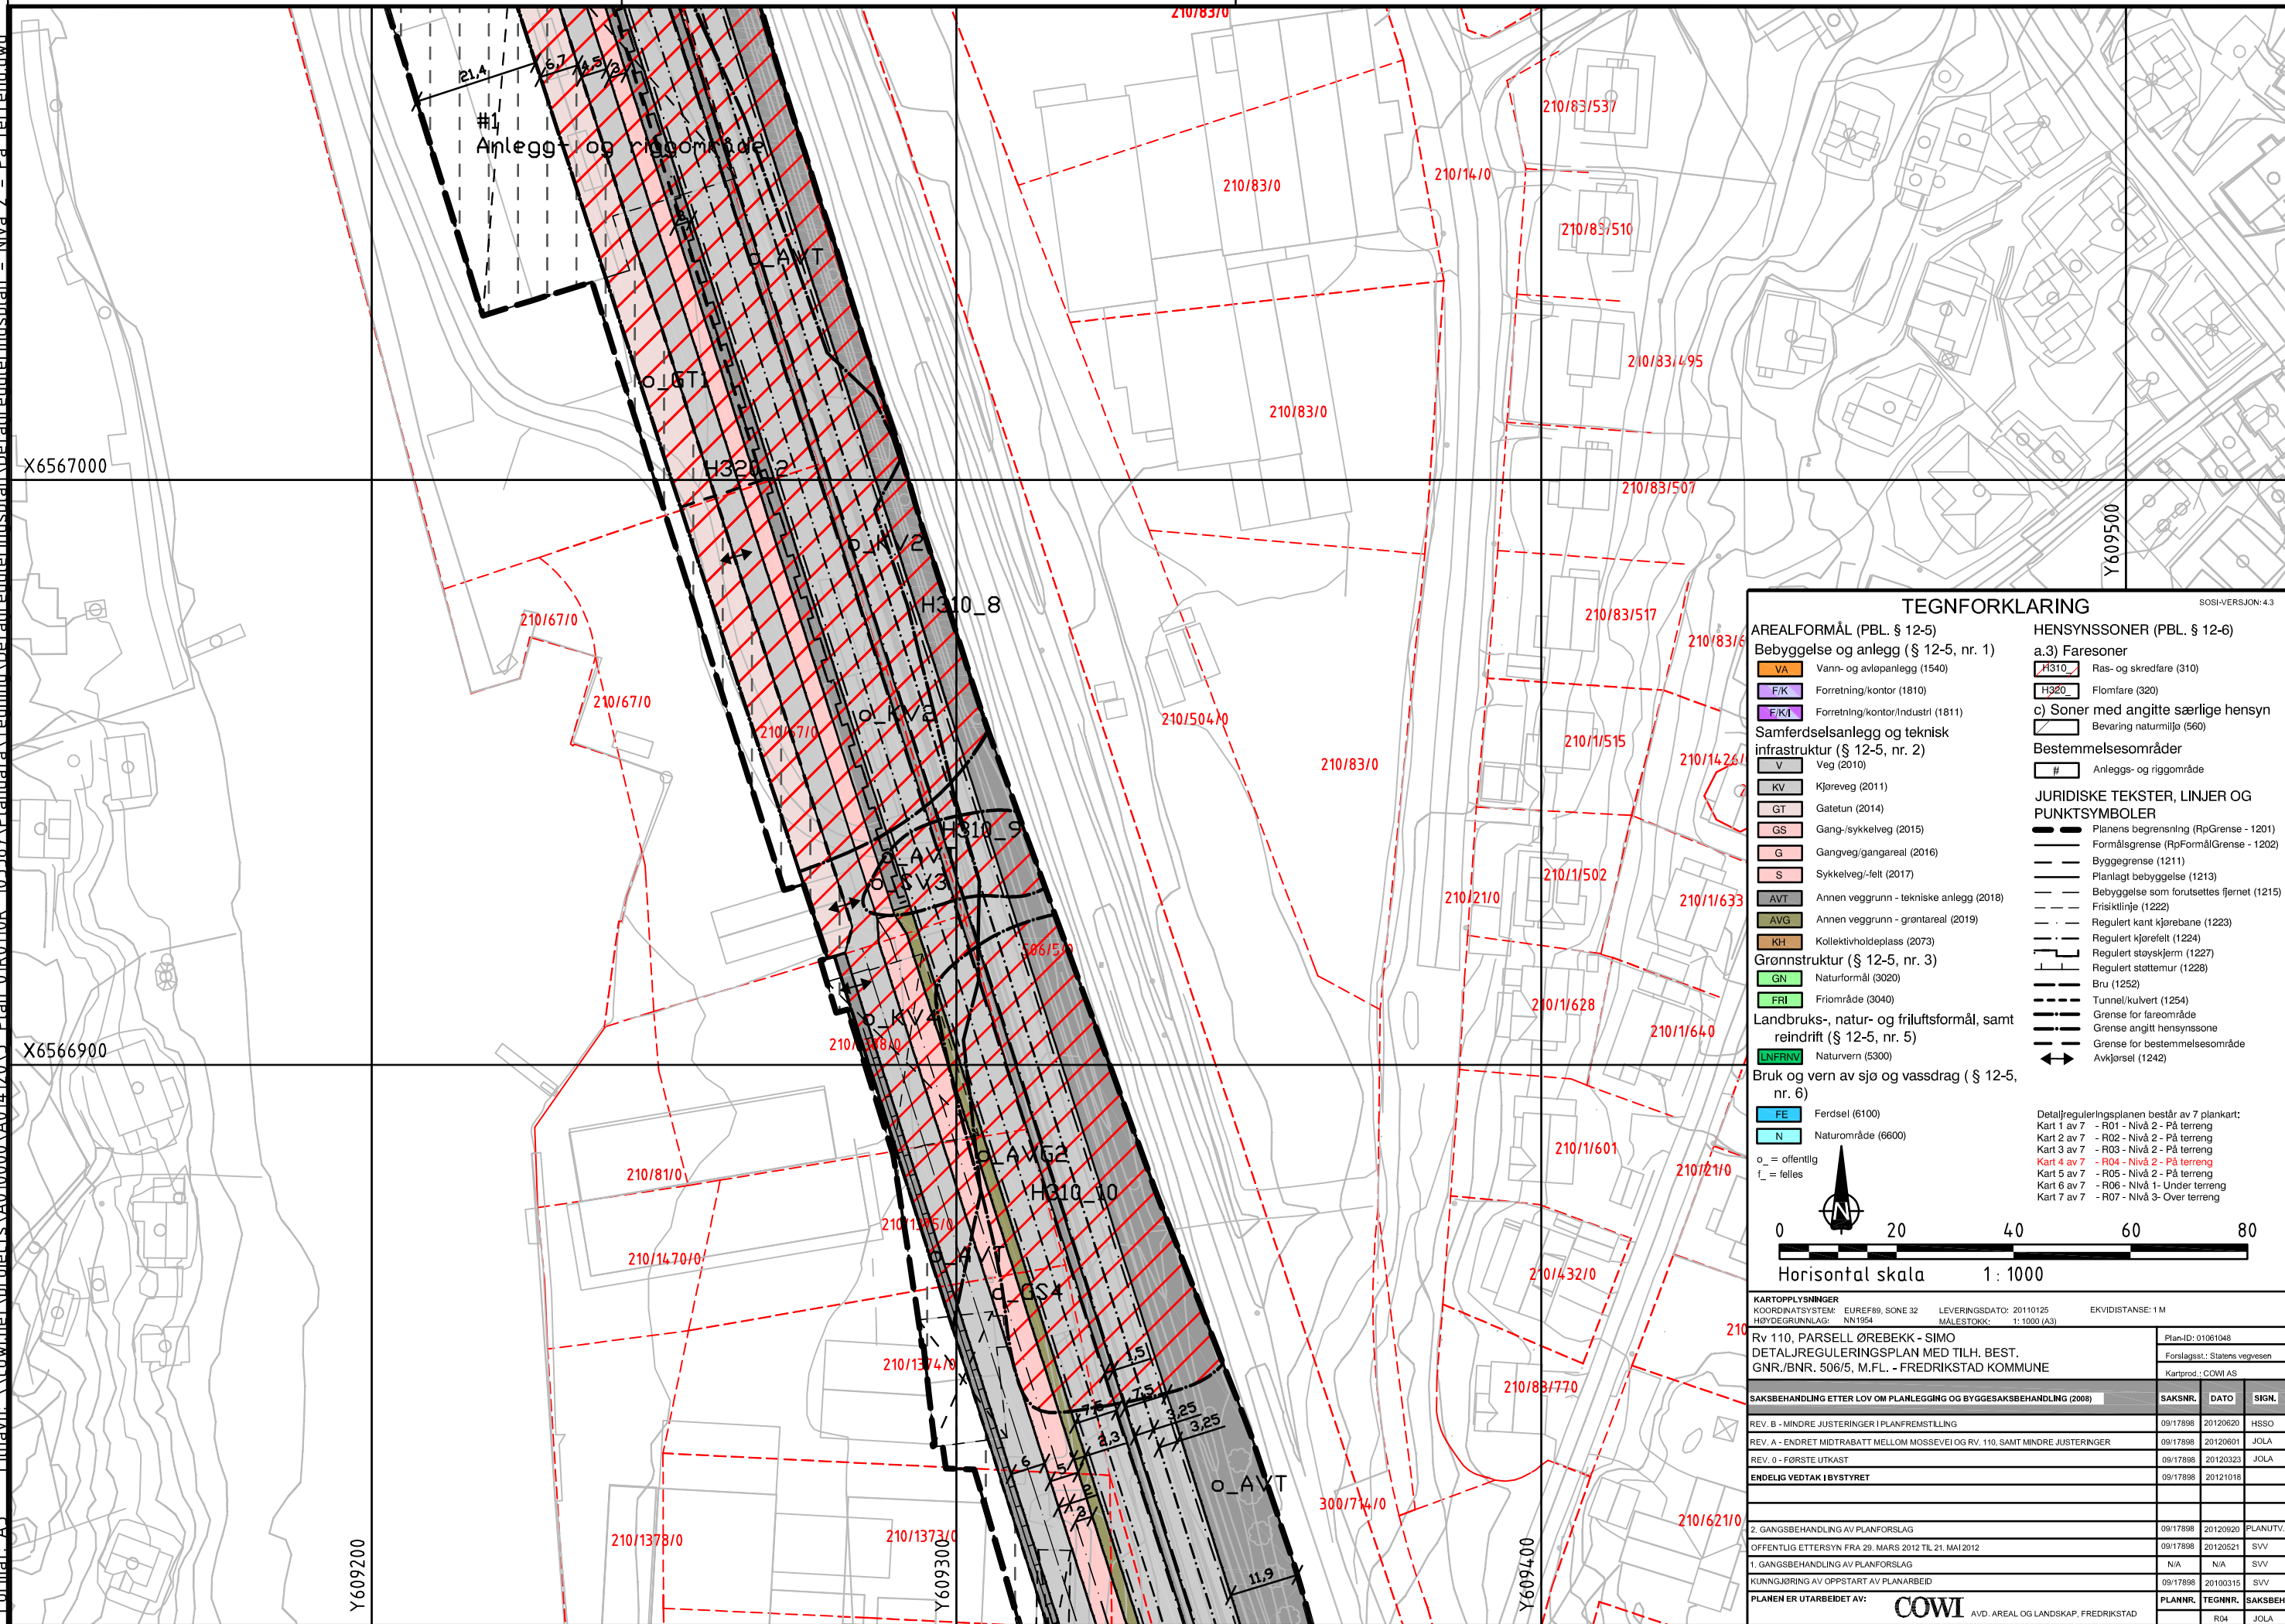 210/83/0
21,4
6,7
4,5
3
#1
Anlegg- og riggområde
210/83/537
210/83/0
210/14/0
210/83/510
o_AVT
210/83/495
o_GT1
210/83/0
X6567000
H320_2
210/83/507
Y609500
o_KV2
H310_8
210/67/0
210/83/517
210/67/0
o_KV2
210/67/0
210/504/0
210/1/515
210/83/0
H310_9
o_AVT
o_SV3
210/1/502
210/21/0
210/1/633
506/5/0
210/1/628
o_KV4
210/1/640
X6566900
210/81/0
o_AVG2
210/1/601
210/21/0
H310_10
210/1375/0
o_AVT
210/1470/0
210/432/0
o_GS4
210/1374/0
X
1,5
7,5
210/83/770
7,5
3,25
3,25
2,3
6
5
2
3
o_AVT
300/714/0
210/621/0
210/1378/0
210/1373/0
Y609200
Y609300
Y609400
11,9
TEGNFORKLARING
SOSI-VERSJON: 4.3
AREALFORMÅL (PBL. § 12-5)
Bebyggelse og anlegg ( § 12-5, nr. 1)
VA Vann- og avløpanlegg (1540)
F/K Forretning/kontor (1810)
F/K/I Forretning/kontor/industri (1811)
Samferdselsanlegg og teknisk
infrastruktur (§ 12-5, nr. 2)
V Veg (2010)
KV Kjøreveg (2011)
GT Gatetun (2014)
GS Gang-/sykkelveg (2015)
G Gangveg/gangareal (2016)
S Sykkelveg/-felt (2017)
AVT Annen veggrunn - tekniske anlegg (2018)
AVG Annen veggrunn - grøntareal (2019)
KH Kollektivholdeplass (2073)
Grønnstruktur (§ 12-5, nr. 3)
GN Naturformål (3020)
FRI Friområde (3040)
Landbruks-, natur- og friluftsformål, samt
reindrift (§ 12-5, nr. 5)
LNFRNV Naturvern (5300)
Bruk og vern av sjø og vassdrag ( § 12-5,
nr. 6)
FE Ferdsel (6100)
N Naturområde (6600)
o_ = offentlig
f_ = felles
HENSYNSSONER (PBL. § 12-6)
a.3) Faresoner
H310_ Ras- og skredfare (310)
H320_ Flomfare (320)
c) Soner med angitte særlige hensyn
Bevaring naturmiljø (560)
Bestemmelsesområder
# Anleggs- og riggområde
JURIDISKE TEKSTER, LINJER OG
PUNKTSYMBOLER
Planens begrensning (RpGrense - 1201)
Formålsgrense (RpFormålGrense - 1202)
Byggegrense (1211)
Planlagt bebyggelse (1213)
Bebyggelse som forutsettes fjernet (1215)
Frisiktlinje (1222)
Regulert kant kjørebane (1223)
Regulert kjørefelt (1224)
Regulert støyskjerm (1227)
Regulert støttemur (1228)
Bru (1252)
Tunnel/kulvert (1254)
Grense for fareområde
Grense angitt hensynssone
Grense for bestemmelsesområde
Avkjørsel (1242)
Detaljreguleringsplanen består av 7 plankart:
Kart 1 av 7 - R01 - Nivå 2 - På terreng
Kart 2 av 7 - R02 - Nivå 2 - På terreng
Kart 3 av 7 - R03 - Nivå 2 - På terreng
Kart 4 av 7 - R04 - Nivå 2 - På terreng
Kart 5 av 7 - R05 - Nivå 2 - På terreng
Kart 6 av 7 - R06 - Nivå 1- Under terreng
Kart 7 av 7 - R07 - Nivå 3- Over terreng
N
0 20 40 60 80
Horisontal skala 1 : 1000
KARTOPPLYSNINGER
KOORDINATSYSTEM: EUREF89, SONE 32 LEVERINGSDATO: 20110125 EKVIDISTANSE: 1 M
HØYDEGRUNNLAG: NN1954 MÅLESTOKK: 1: 1000 (A3)
RV 110, PARSELL ØREBEKK - SIMO
DETALJREGULERINGSPLAN MED TILH. BEST.
GNR./BNR. 506/5, M.FL. - FREDRIKSTAD KOMMUNE
Plan-ID: 01061048
Forslagsst.: Statens vegvesen
Kartprod.: COWI AS
SAKSBEHANDLING ETTER LOV OM PLANLEGGING OG BYGGESAKSBEHANDLING (2008) SAKSNR. DATO SIGN.
REV. B - MINDRE JUSTERINGER I PLANFREMSTILLING 09/17898 20120620 HSSO
REV. A - ENDRET MIDTRABATT MELLOM MOSSEVEI OG RV. 110, SAMT MINDRE JUSTERINGER 09/17898 20120601 JOLA
REV. 0 - FØRSTE UTKAST 09/17898 20120323 JOLA
ENDELIG VEDTAK I BYSTYRET 09/17898 20121018
2. GANGSBEHANDLING AV PLANFORSLAG 09/17898 20120920 PLANUTV.
OFFENTLIG ETTERSYN FRA 29. MARS 2012 TIL 21. MAI 2012 09/17898 20120521 SVV
1. GANGSBEHANDLING AV PLANFORSLAG N/A N/A SVV
KUNNGJØRING AV OPPSTART AV PLANARBEID 09/17898 20100315 SVV
PLANEN ER UTARBEIDET AV: COWI AVD. AREAL OG LANDSKAP, FREDRIKSTAD
PLANNR. TEGNNR. SAKSBEH
R04 JOLA